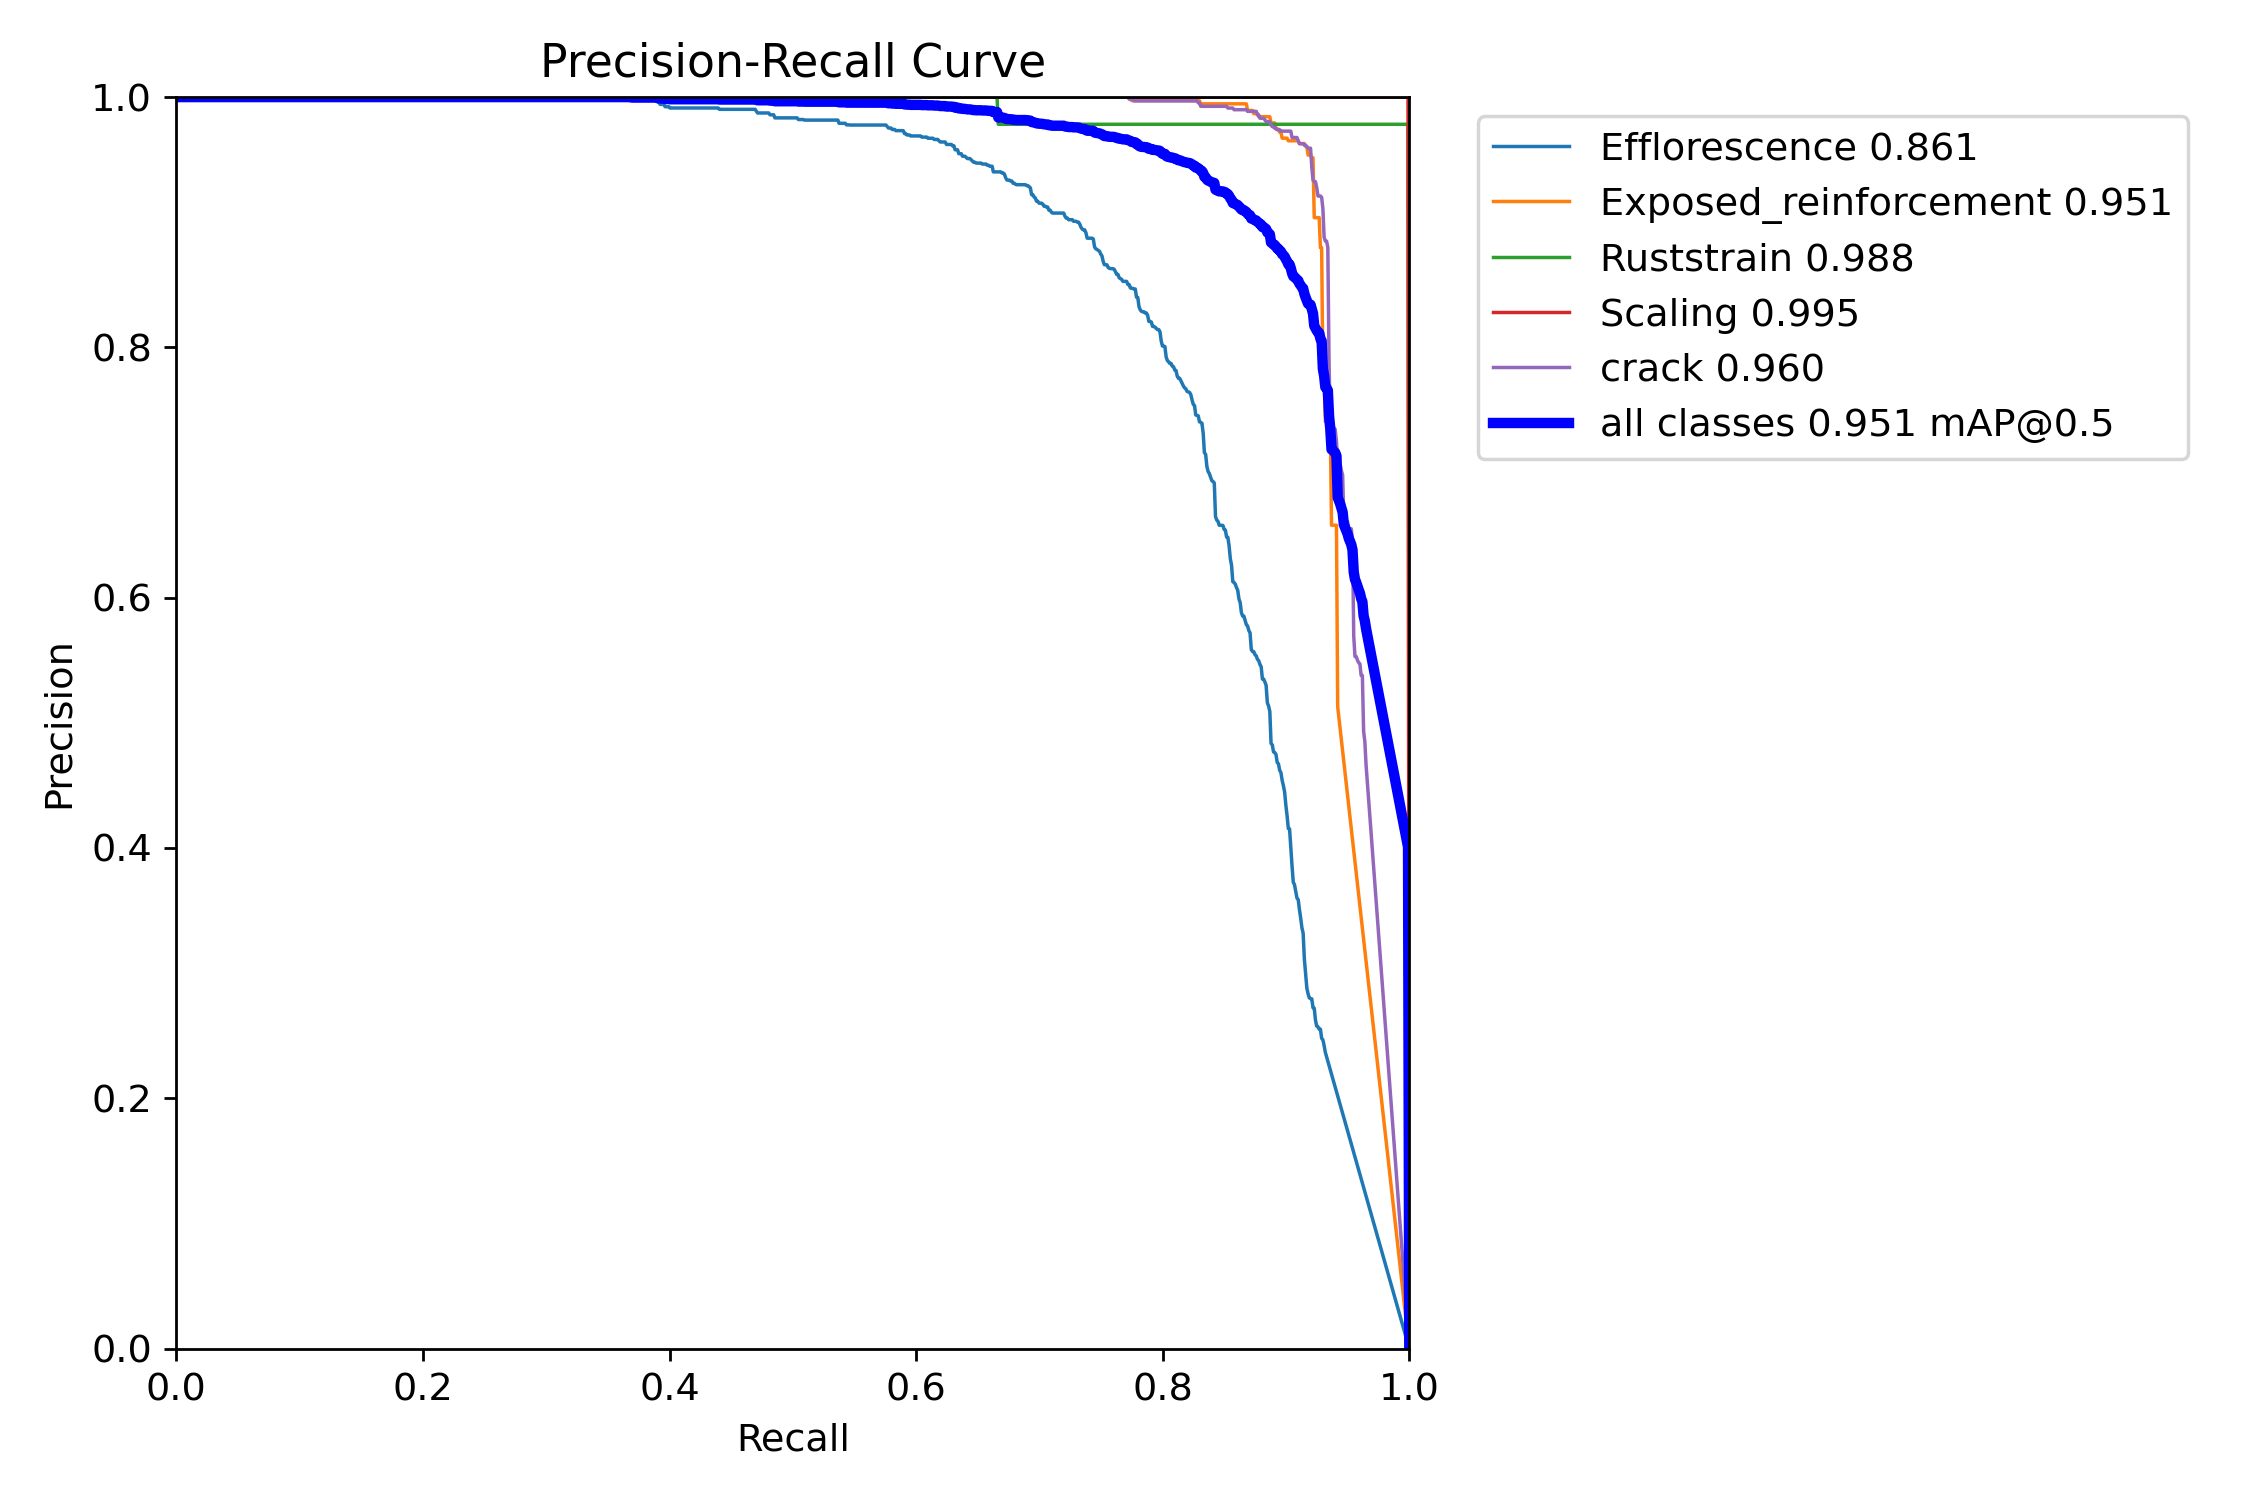 Precision-Recall Curve
1.0
0.8
0.6
0.4
0.2
0.0
Precision
0.0 0.2 0.4 0.6 0.8 1.0
Recall
Efflorescence 0.861
Exposed_reinforcement 0.951
Ruststrain 0.988
Scaling 0.995
crack 0.960
all classes 0.951 mAP@0.5